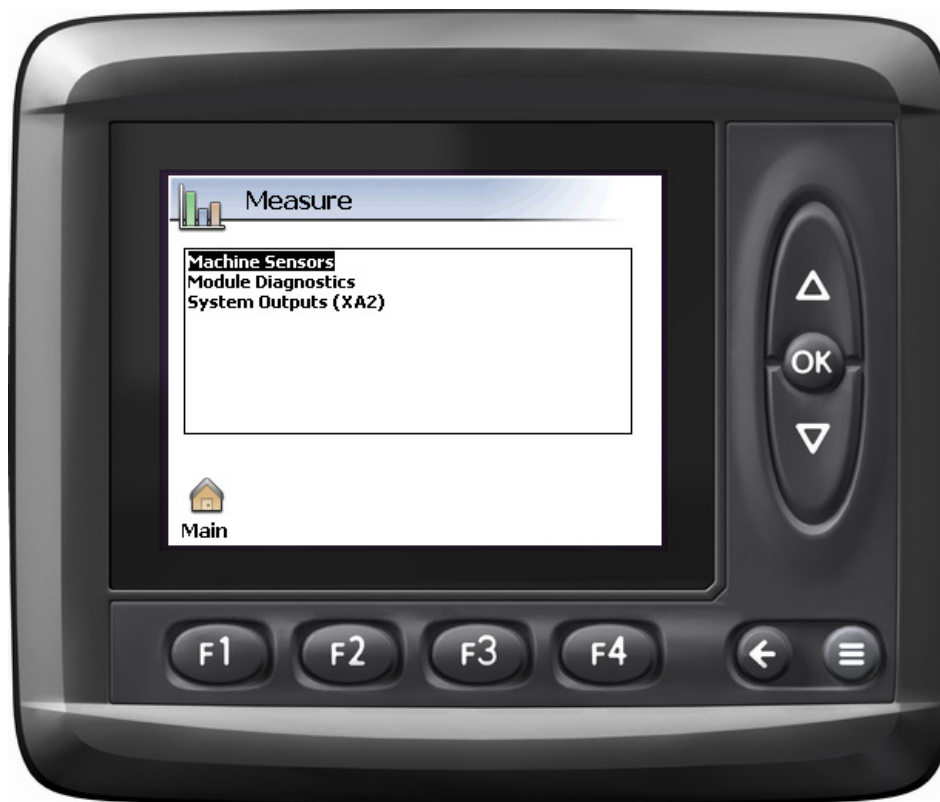 Measure
Machine Sensors
Module Diagnostics
System Outputs (XA2)
Main
OK
F1 F2 F3 F4